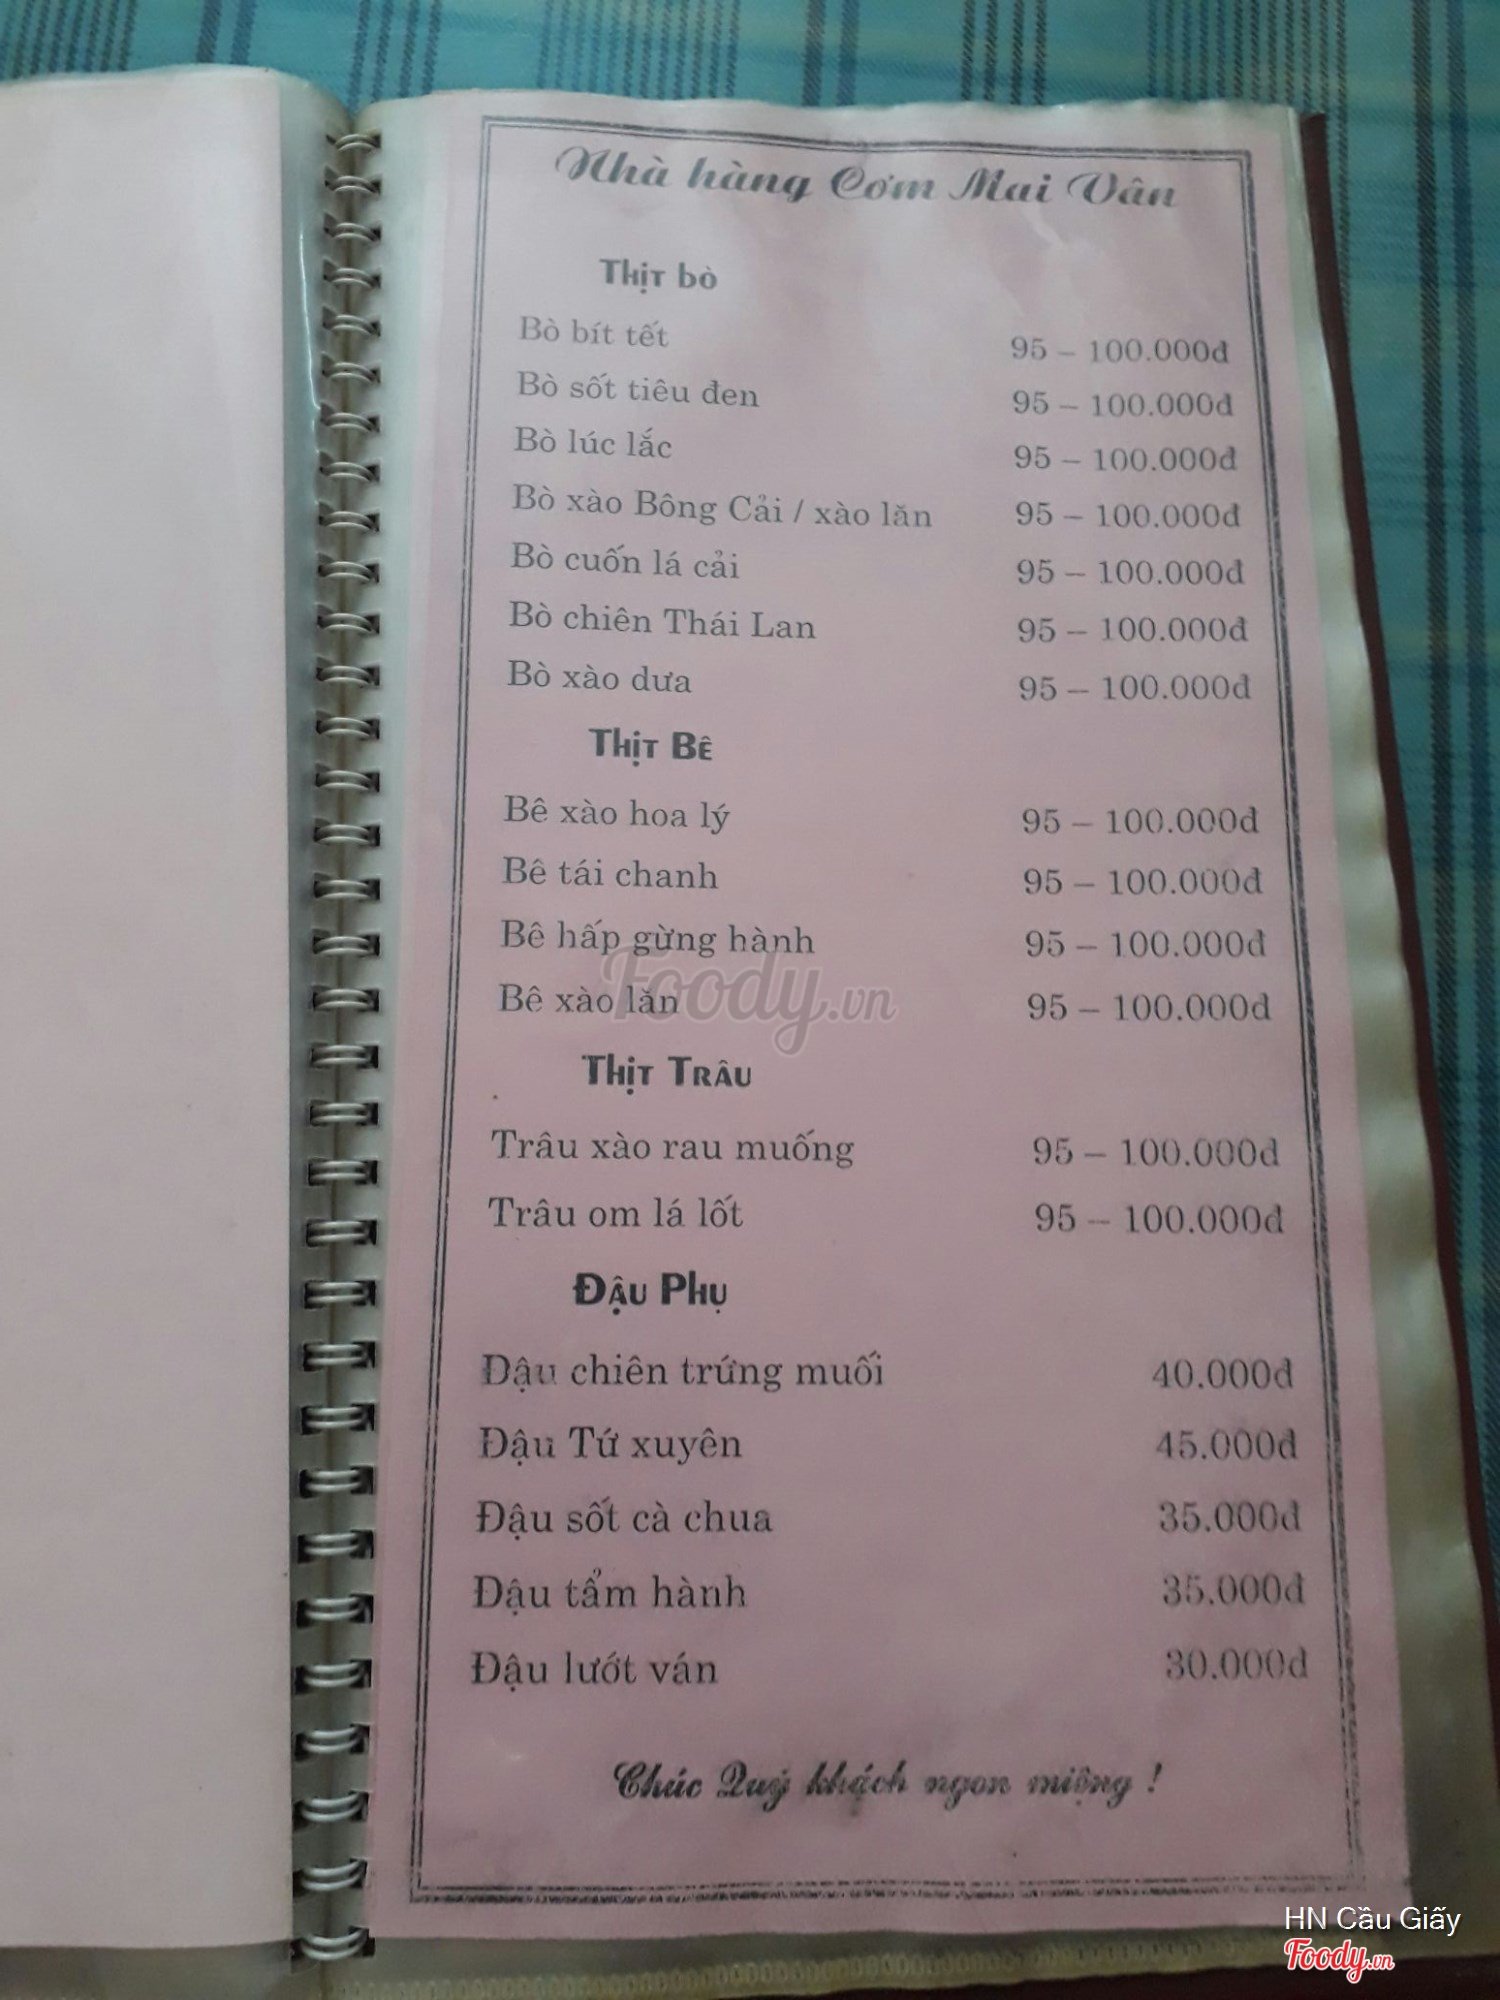 Nhà hàng Cơm Mai Vân
Thịt bò
Bò bít tết 95 – 100.000đ
Bò sốt tiêu đen 95 – 100.000đ
Bò lúc lắc 95 – 100.000đ
Bò xào Bông Cải / xào lăn 95 – 100.000đ
Bò cuốn lá cải 95 – 100.000đ
Bò chiên Thái Lan 95 – 100.000đ
Bò xào dưa 95 – 100.000đ
Thịt Bê
Bê xào hoa lý 95 – 100.000đ
Bê tái chanh 95 – 100.000đ
Bê hấp gừng hành 95 – 100.000đ
Bê xào lăn 95 – 100.000đ
Foody.vn
Thịt Trâu
Trâu xào rau muống 95 – 100.000đ
Trâu om lá lốt 95 – 100.000đ
Đậu Phụ
Đậu chiên trứng muối 40.000đ
Đậu Tứ xuyên 45.000đ
Đậu sốt cà chua 35.000đ
Đậu tẩm hành 35.000đ
Đậu lướt ván 30.000đ
Chúc Quý khách ngon miệng !
HN Cầu Giấy
Foody.vn